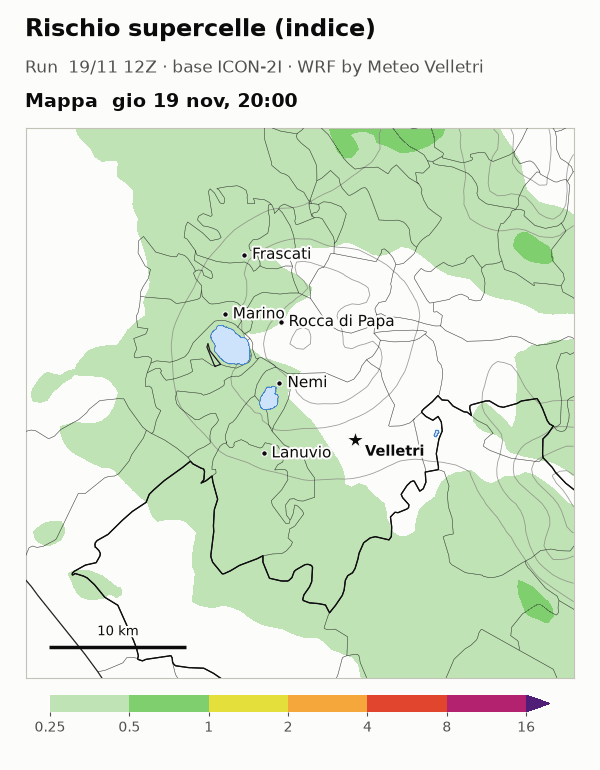 Rischio supercelle (indice)
Run  19/11 12Z · base ICON-2I · WRF by Meteo Velletri
Mappa  gio 19 nov, 20:00
Frascati
Marino
Rocca di Papa
Nemi
Velletri
Lanuvio
10 km
0.25 0.5 1 2 4 8 16